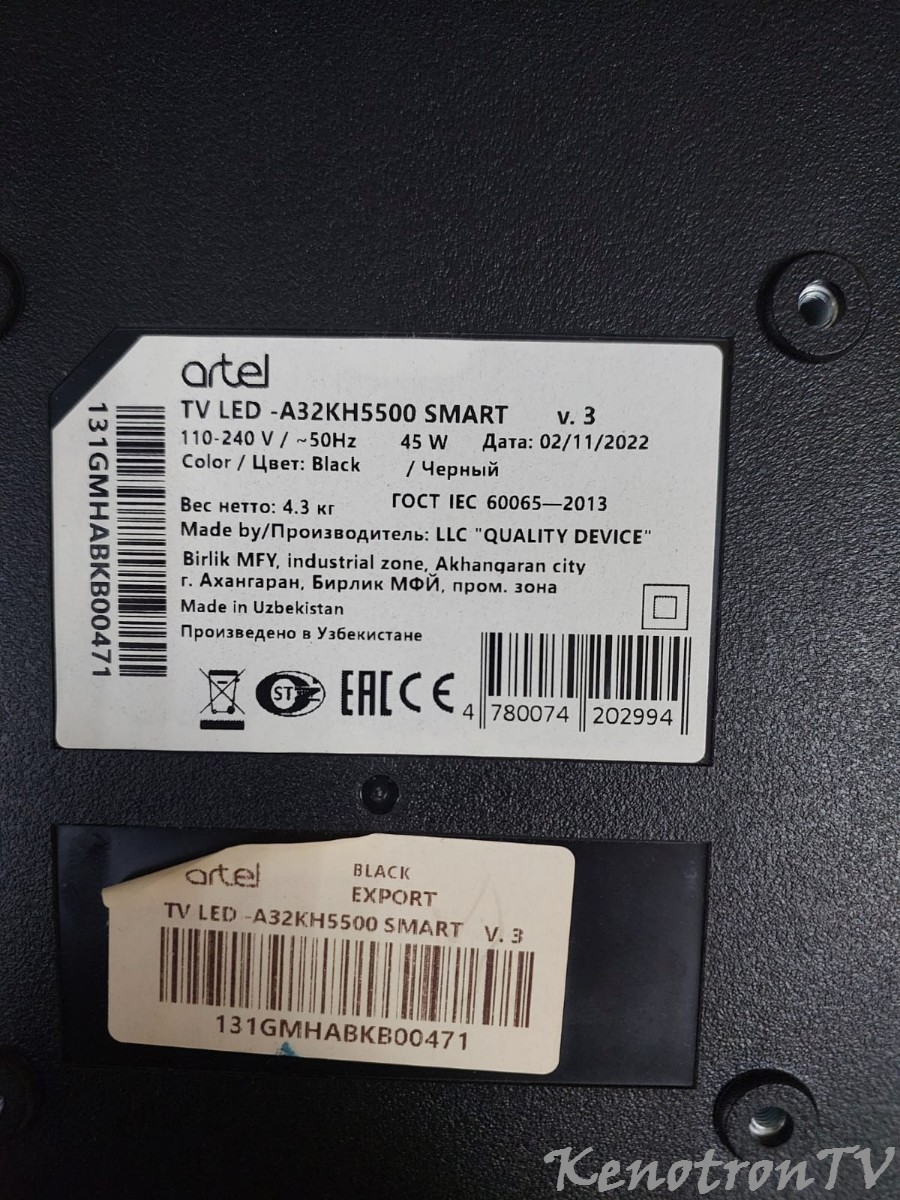 artel
TV LED -A32KH5500 SMART v. 3
110-240 V / ~50Hz 45 W Дата: 02/11/2022
Color / Цвет: Black / Черный
Вес нетто: 4.3 кг ГОСТ IEC 60065—2013
Made by/Производитель: LLC "QUALITY DEVICE"
Birlik MFY, industrial zone, Akhangaran city
г. Ахангаран, Бирлик МФЙ, пром. зона
Made in Uzbekistan
Произведено в Узбекистане
131GMHABKB00471
ST
EAC CE
4 780074 202994
artel BLACK
EXPORT
TV LED -A32KH5500 SMART V. 3
131GMHABKB00471
KenotronTV